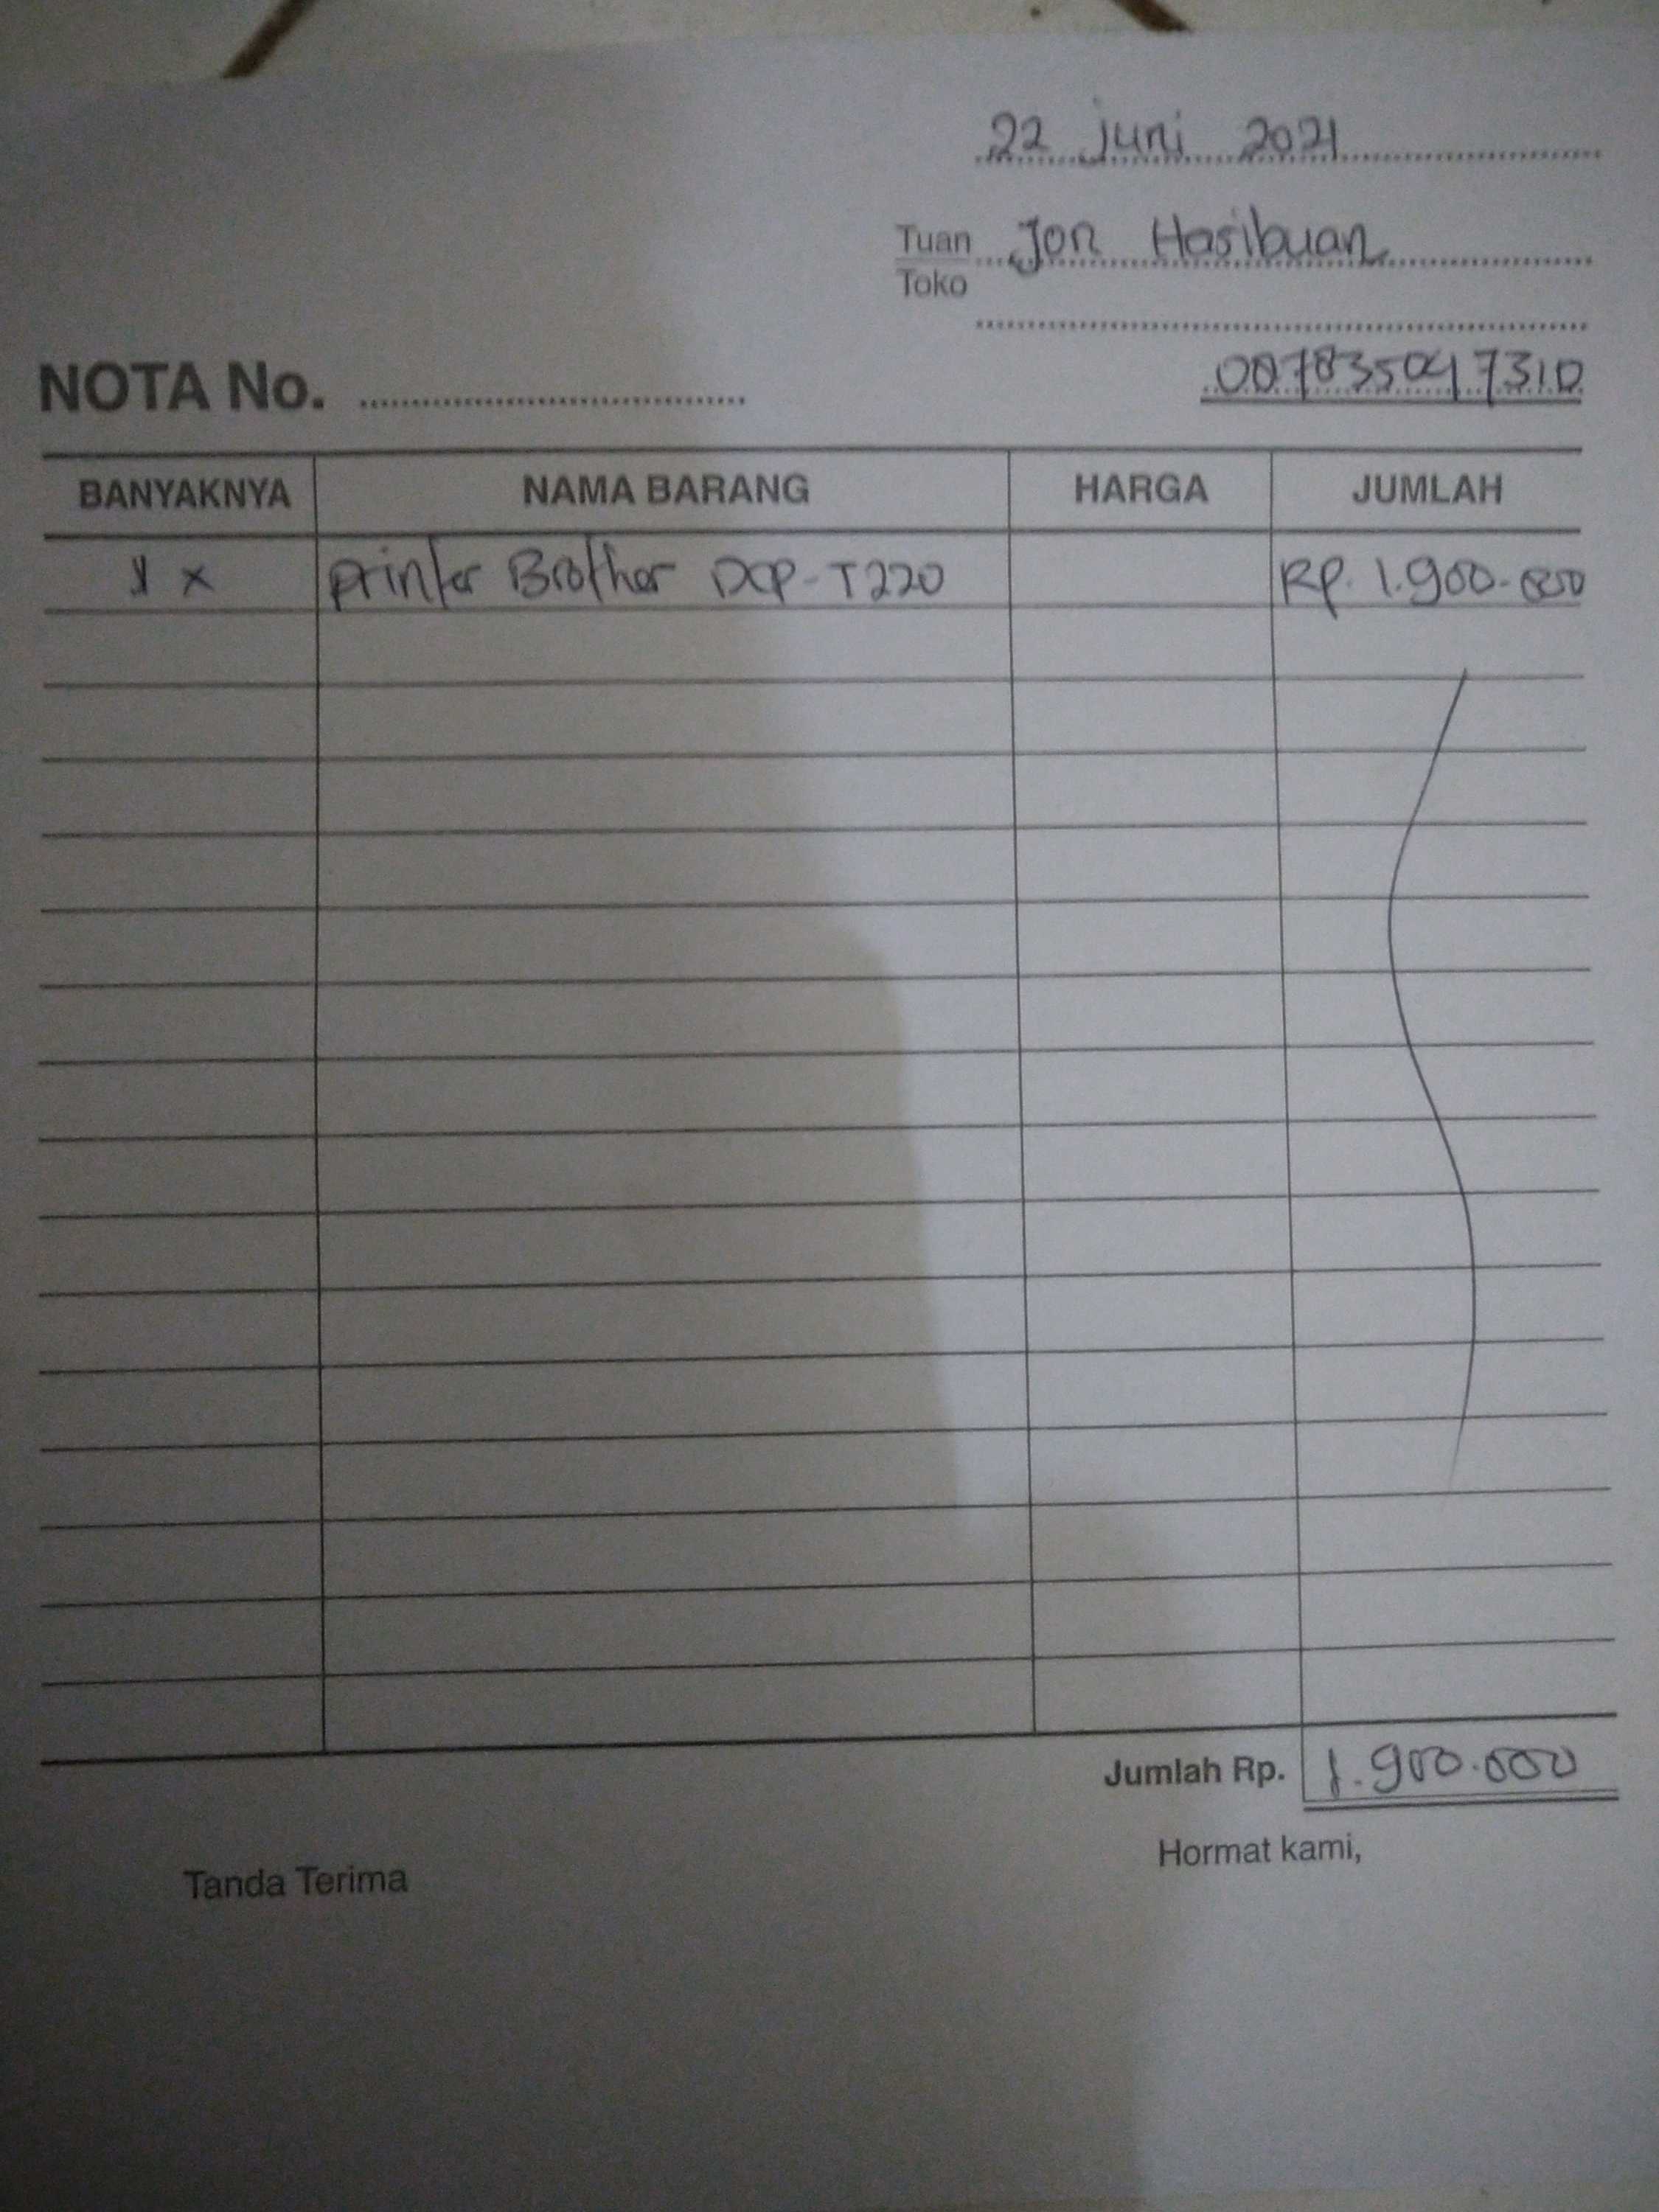 22 juni 2021
Tuan Jon Hasibuan
Toko
NOTA No.
007835047310
BANYAKNYA NAMA BARANG HARGA JUMLAH
1 x printer Brother DCP-T220 Rp. 1.900.000
Jumlah Rp. 1.900.000
Tanda Terima Hormat kami,